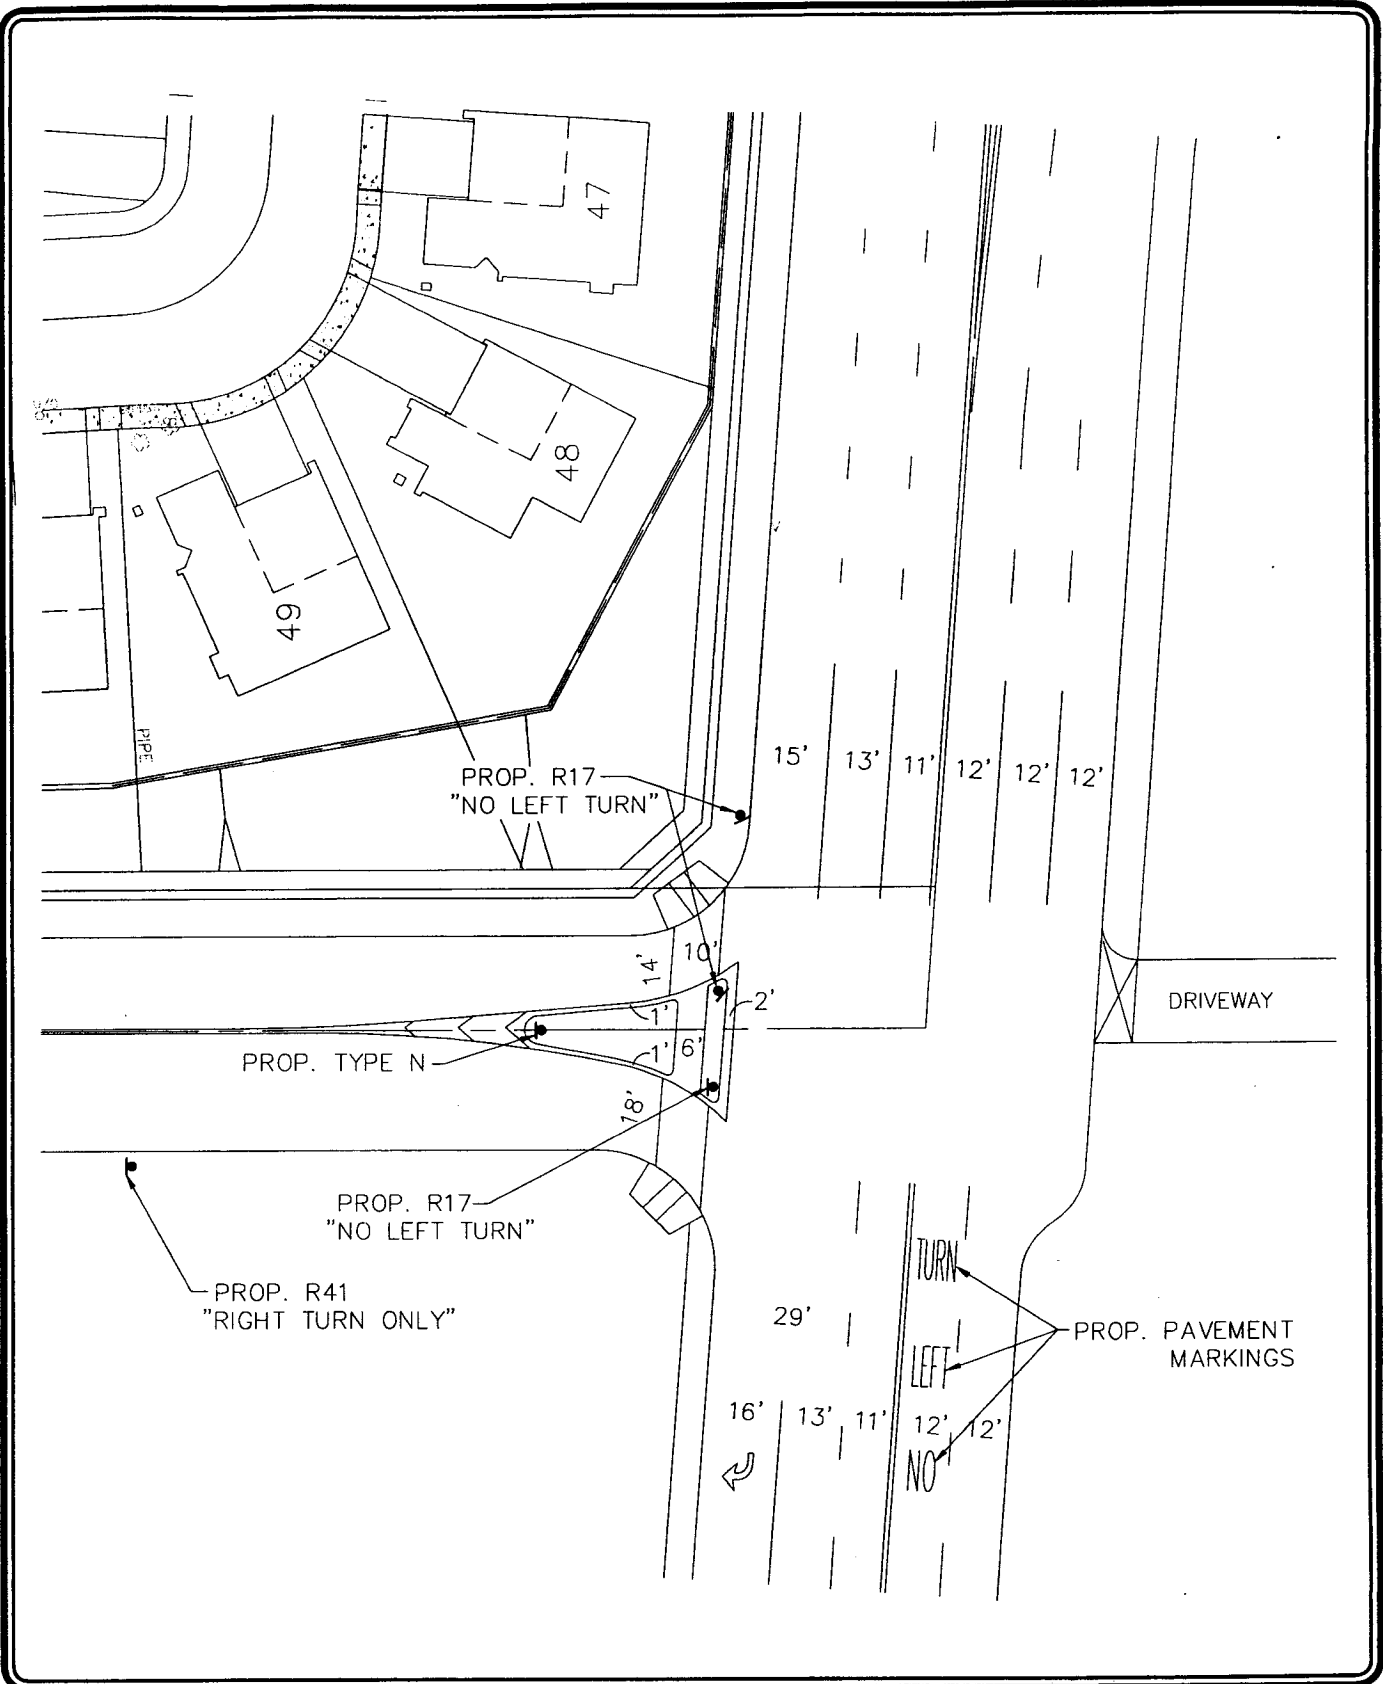 47
48
49
PIPE
PROP. R17
"NO LEFT TURN"
15'
13'
11'
12'
12'
12'
10'
14'
DRIVEWAY
2'
1'
6'
1'
PROP. TYPE N
18'
PROP. R17
"NO LEFT TURN"
PROP. R41
"RIGHT TURN ONLY"
TURN
29'
PROP. PAVEMENT
MARKINGS
LEFT
16'
13'
11'
12'
12'
NO